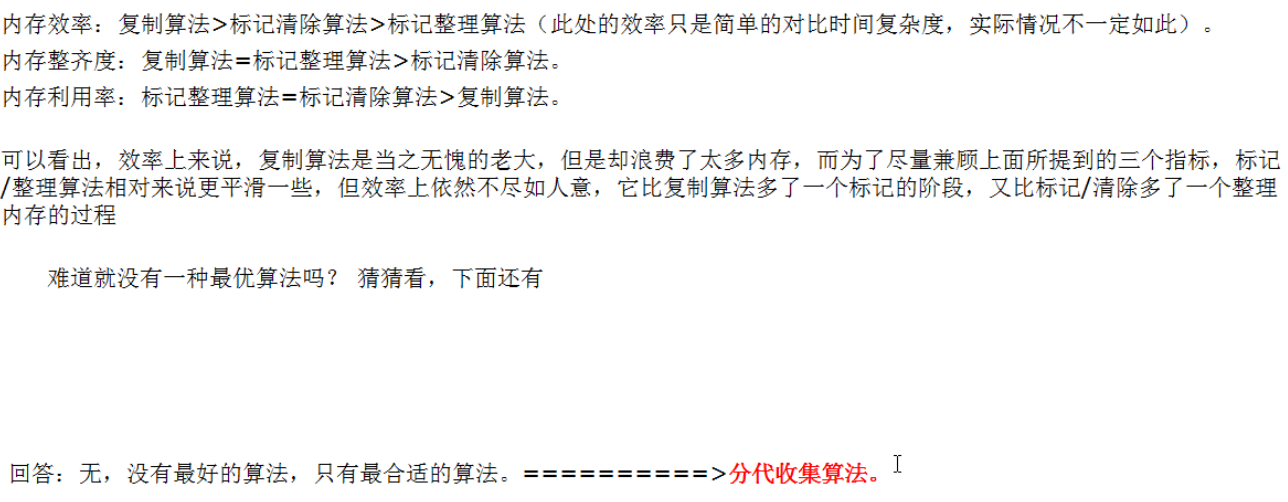 内存效率：复制算法>标记清除算法>标记整理算法（此处的效率只是简单的对比时间复杂度，实际情况不一定如此）。
内存整齐度：复制算法=标记整理算法>标记清除算法。
内存利用率：标记整理算法=标记清除算法>复制算法。
可以看出，效率上来说，复制算法是当之无愧的老大，但是却浪费了太多内存，而为了尽量兼顾上面所提到的三个指标，标记
/整理算法相对来说更平滑一些，但效率上依然不尽如人意，它比复制算法多了一个标记的阶段，又比标记/清除多了一个整理
内存的过程
难道就没有一种最优算法吗？ 猜猜看，下面还有
回答：无，没有最好的算法，只有最合适的算法。==========>分代收集算法。